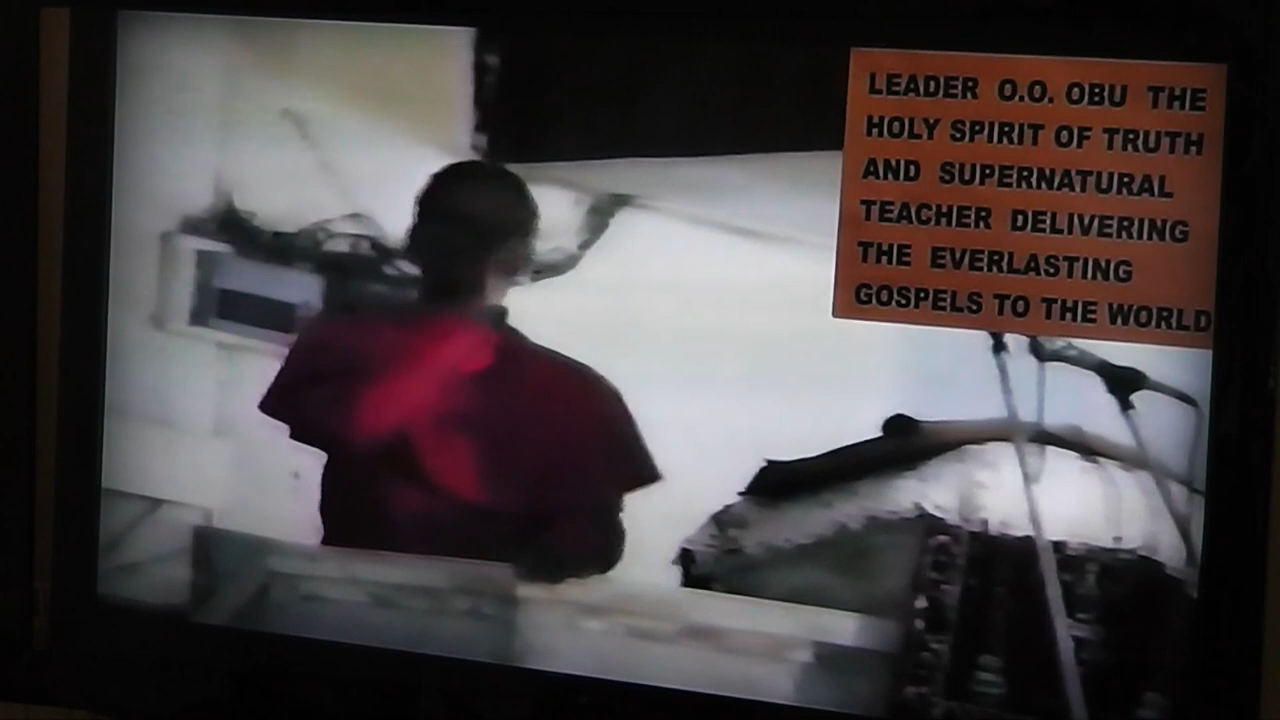 LEADER O.O. OBU THE
HOLY SPIRIT OF TRUTH
AND SUPERNATURAL
TEACHER DELIVERING
THE EVERLASTING
GOSPELS TO THE WORLD